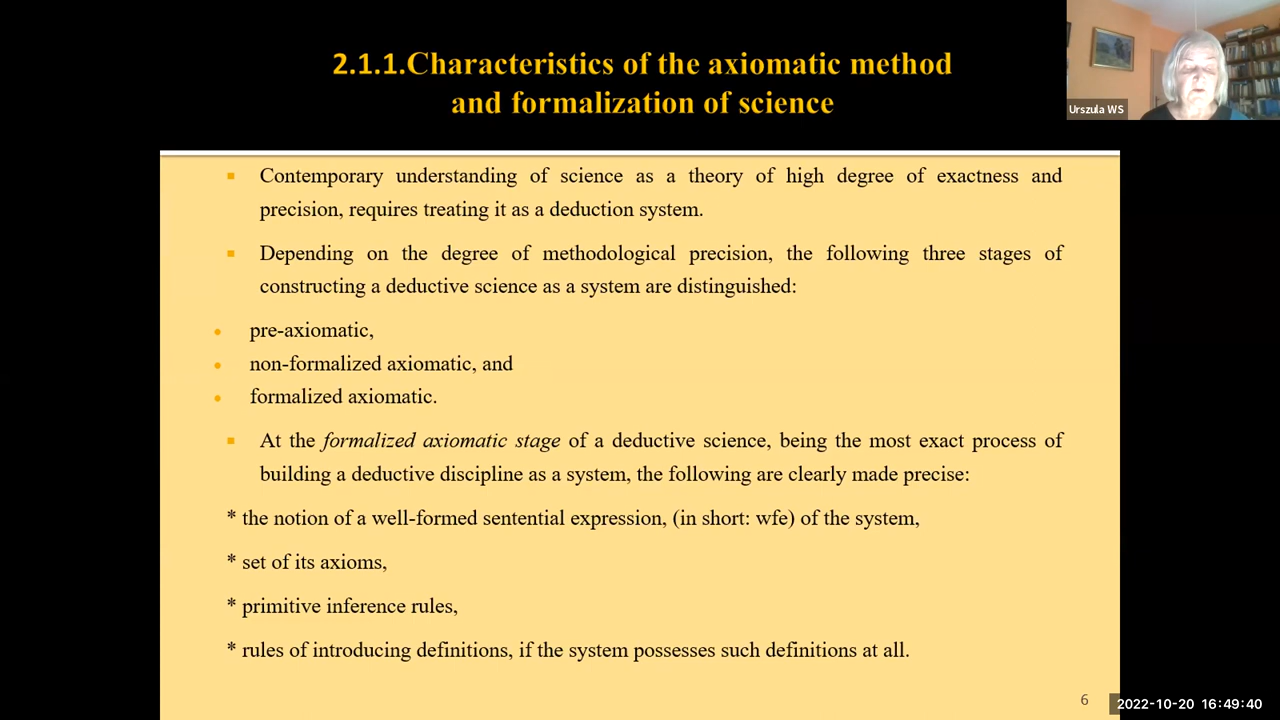 2.1.1.Characteristics of the axiomatic method
and formalization of science
Urszula WS
Contemporary understanding of science as a theory of high degree of exactness and
precision, requires treating it as a deduction system.
Depending on the degree of methodological precision, the following three stages of
constructing a deductive science as a system are distinguished:
pre-axiomatic,
non-formalized axiomatic, and
formalized axiomatic.
At the formalized axiomatic stage of a deductive science, being the most exact process of
building a deductive discipline as a system, the following are clearly made precise:
* the notion of a well-formed sentential expression, (in short: wfe) of the system,
* set of its axioms,
* primitive inference rules,
* rules of introducing definitions, if the system possesses such definitions at all.
6
2022-10-20 16:49:40